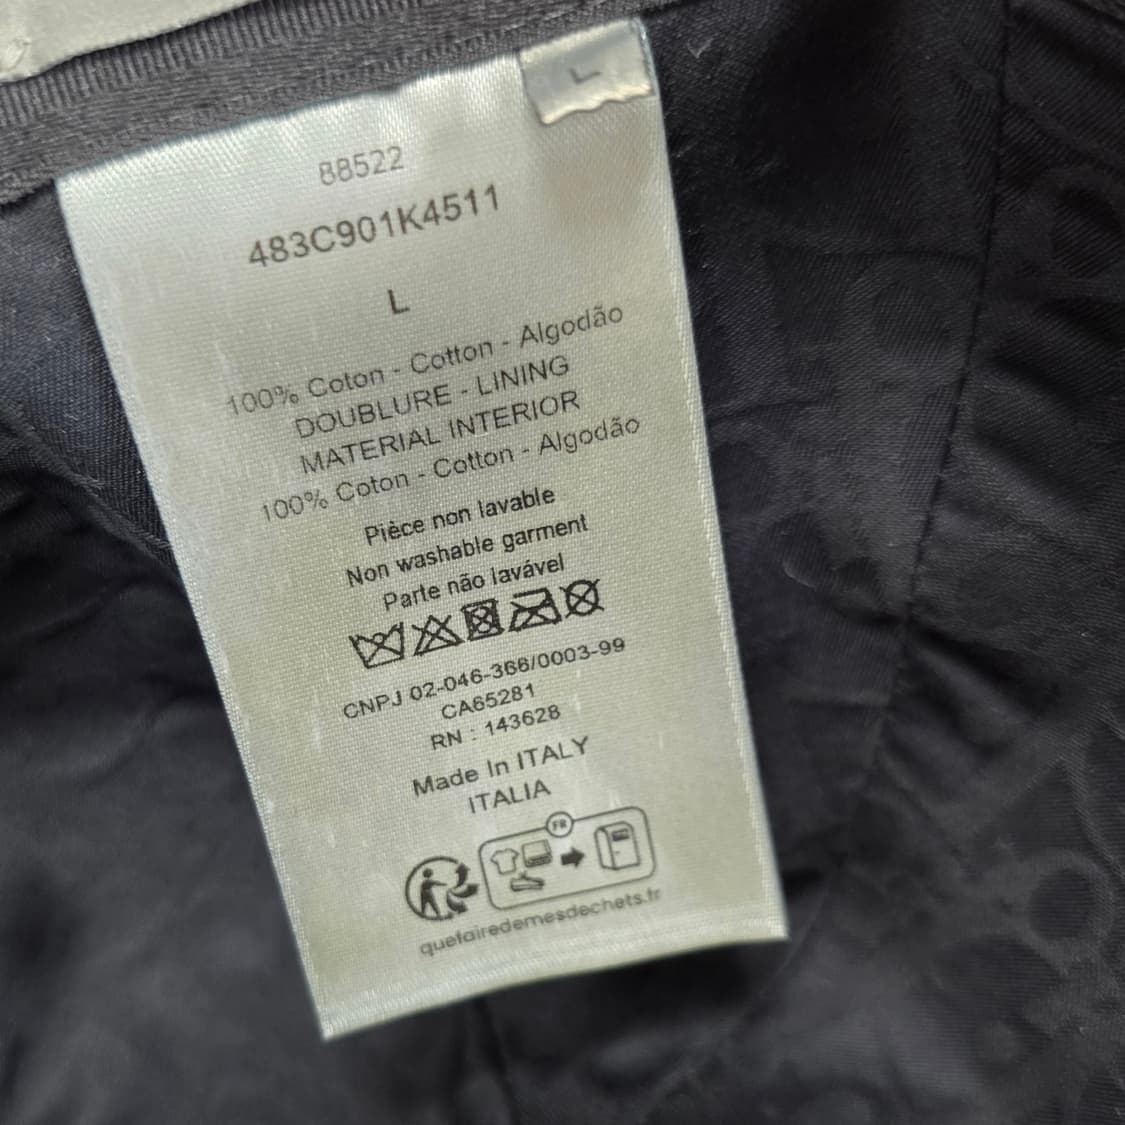 L
88522
483C901K4511
L
100% Coton - Cotton - Algodão
DOUBLURE - LINING
MATERIAL INTERIOR
100% Coton - Cotton - Algodão
Pièce non lavable
Non washable garment
Parte não lavável
CNPJ 02-046-366/0003-99
CA65281
RN : 143628
Made In ITALY
ITALIA
FR
quefairedemesdechets.fr